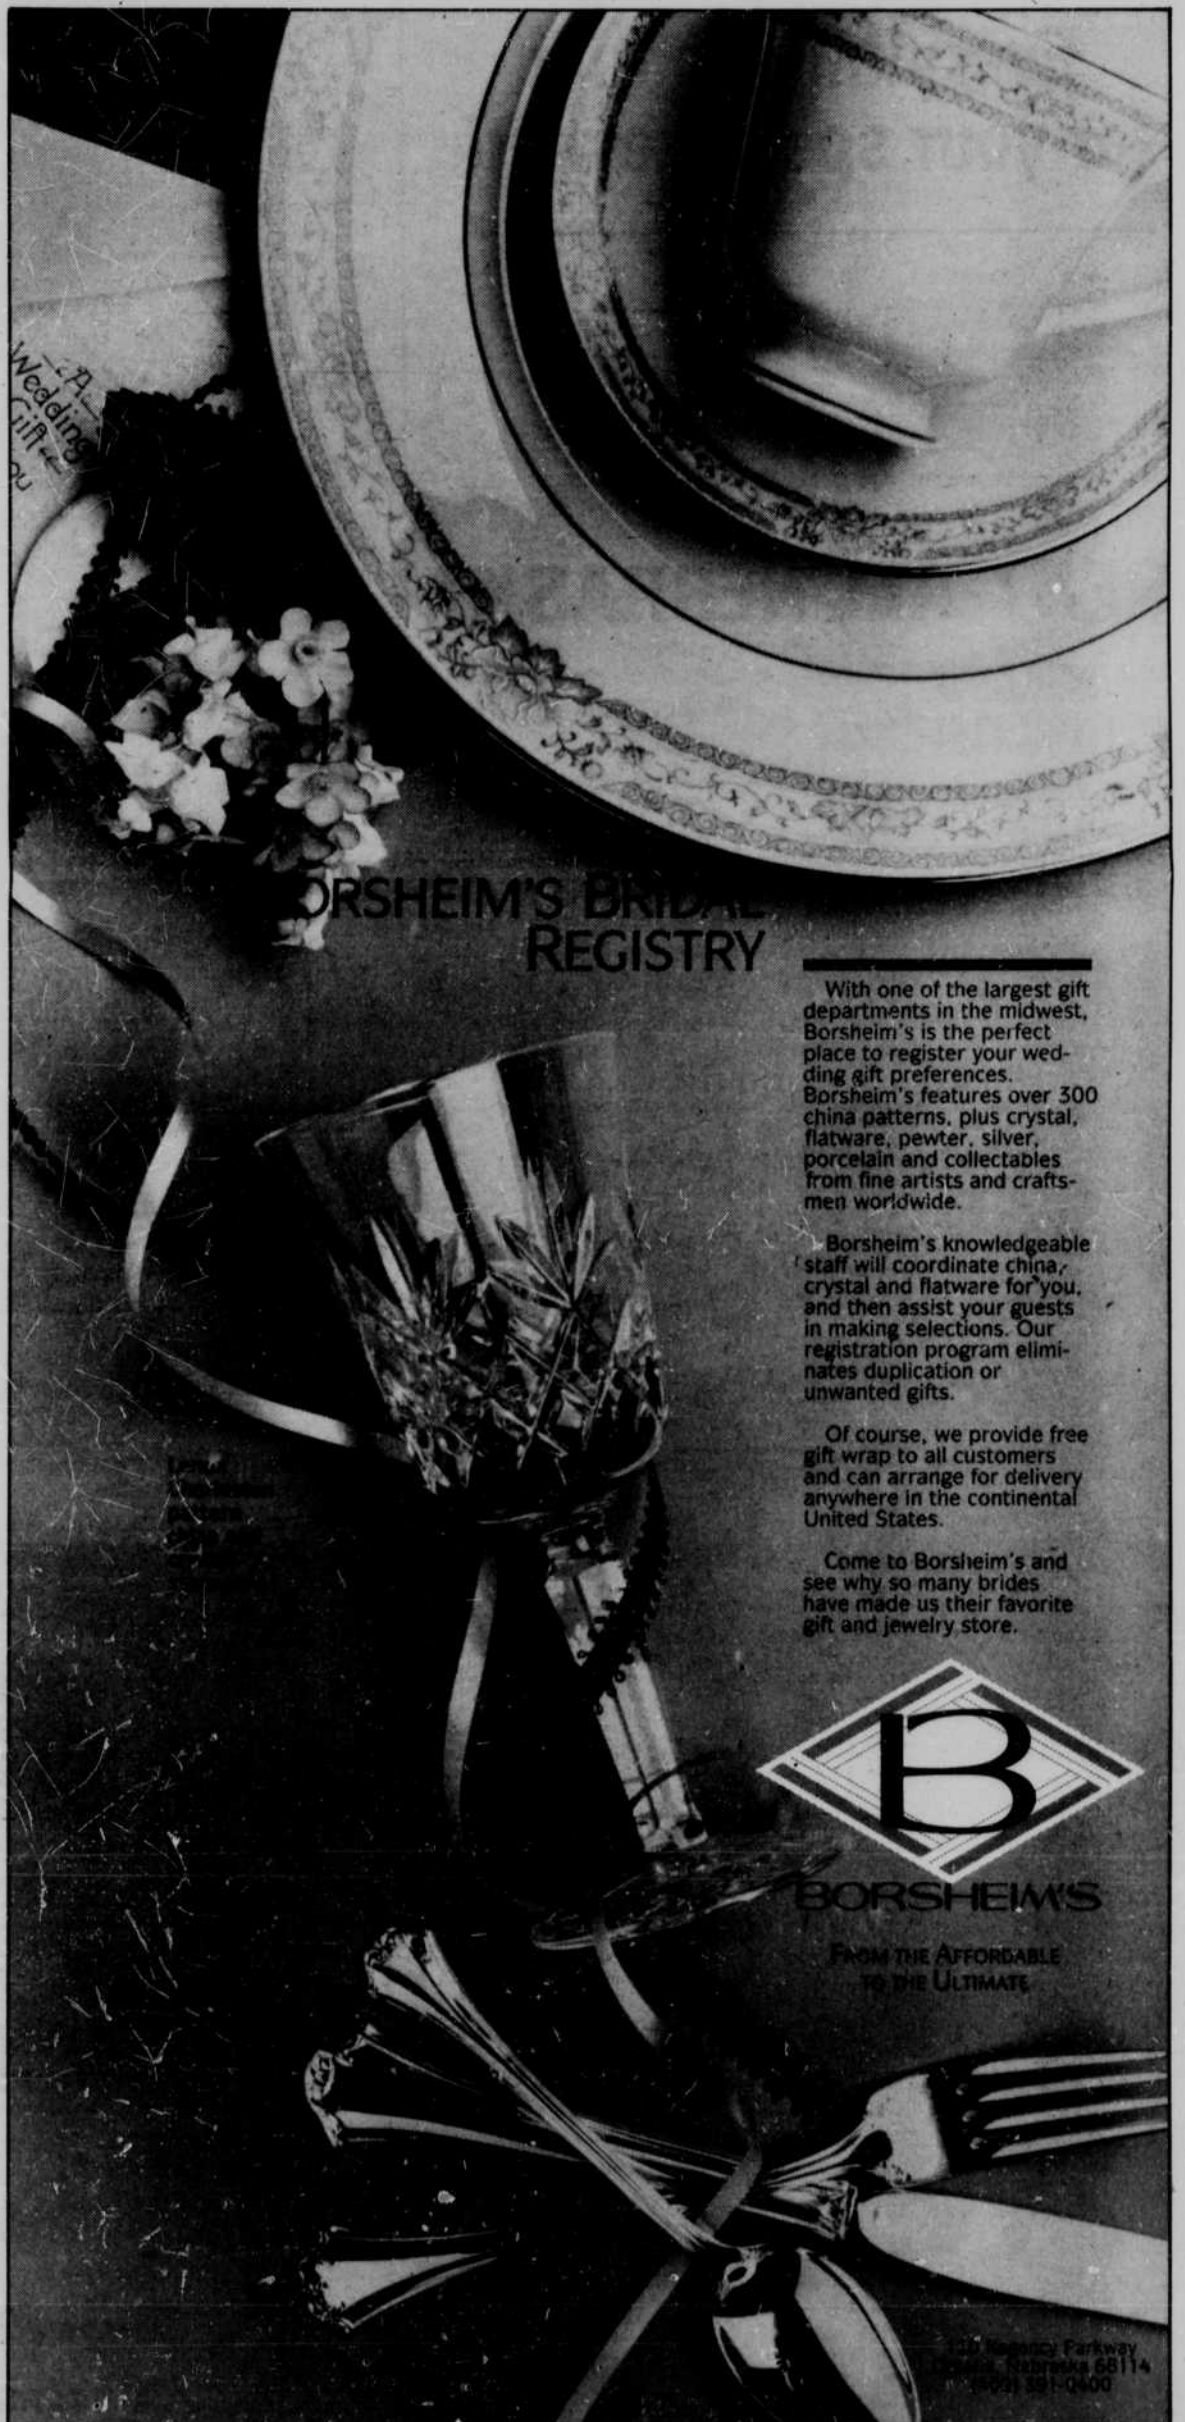 A
Wedding
Gift
ou
BORSHEIM'S BRIDAL
REGISTRY
With one of the largest gift
departments in the midwest,
Borsheim's is the perfect
place to register your wed-
ding gift preferences.
Borsheim's features over 300
china patterns, plus crystal,
flatware, pewter, silver,
porcelain and collectables
from fine artists and crafts-
men worldwide.
Borsheim's knowledgeable
staff will coordinate china,
crystal and flatware for you,
and then assist your guests
in making selections. Our
registration program elimi-
nates duplication or
unwanted gifts.
Of course, we provide free
gift wrap to all customers
and can arrange for delivery
anywhere in the continental
United States.
Come to Borsheim's and
see why so many brides
have made us their favorite
gift and jewelry store.
pattern
B
BORSHEIM'S
FROM THE AFFORDABLE
TO THE ULTIMATE
Regency Parkway
Nebraska 68114
391-0400